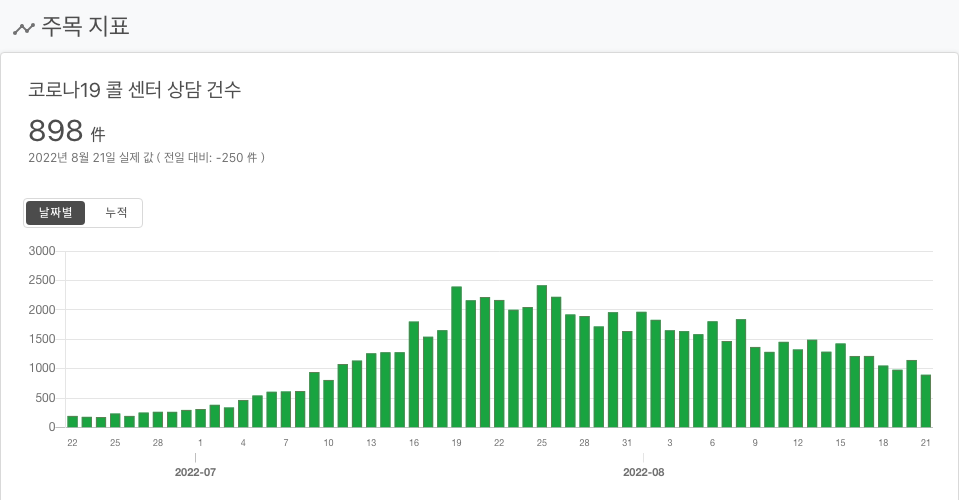 주목 지표
코로나19 콜 센터 상담 건수
898 件
2022년 8월 21일 실제 값 ( 전일 대비: -250 件 )
날짜별 누적
3000
2500
2000
1500
1000
500
0
22 25 28 1 4 7 10 13 16 19 22 25 28 31 3 6 9 12 15 18 21
2022-07 2022-08